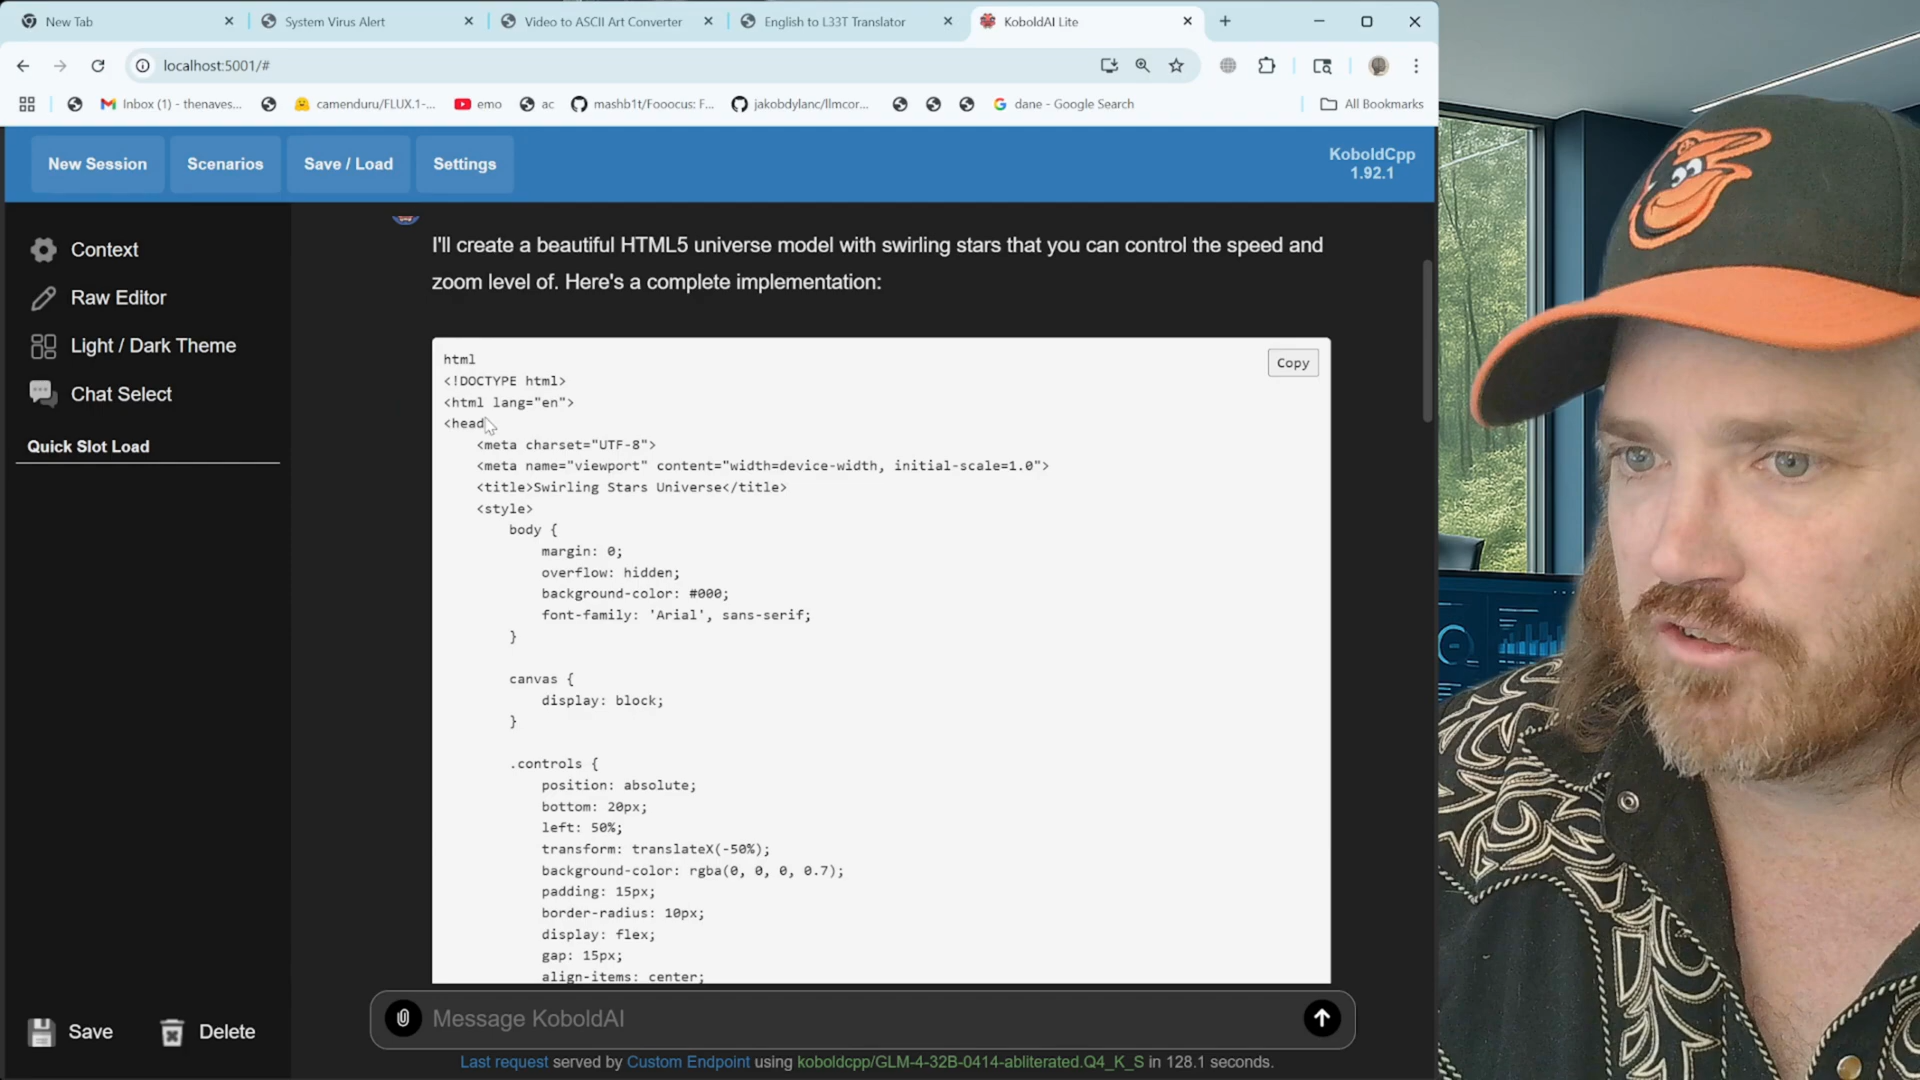 New Tab
System Virus Alert
Video to ASCII Art Converter
English to L33T Translator
KoboldAI Lite
localhost:5001/#
Inbox (1) - thenaves...
camenduru/FLUX.1-...
emo
ac
mashb1t/Fooocus: F...
jakobdylanc/llmcor...
dane - Google Search
All Bookmarks
New Session
Scenarios
Save / Load
Settings
KoboldCpp
1.92.1
Context
Raw Editor
Light / Dark Theme
Chat Select
Quick Slot Load
I'll create a beautiful HTML5 universe model with swirling stars that you can control the speed and
zoom level of. Here's a complete implementation:
Copy
html
<!DOCTYPE html>
<html lang="en">
<head
<meta charset="UTF-8">
<meta name="viewport" content="width=device-width, initial-scale=1.0">
<title>Swirling Stars Universe</title>
<style>
body {
margin: 0;
overflow: hidden;
background-color: #000;
font-family: 'Arial', sans-serif;
}
canvas {
display: block;
}
.controls {
position: absolute;
bottom: 20px;
left: 50%;
transform: translateX(-50%);
background-color: rgba(0, 0, 0, 0.7);
padding: 15px;
border-radius: 10px;
display: flex;
gap: 15px;
align-items: center;
Message KoboldAI
Save
Delete
Last request served by Custom Endpoint using koboldcpp/GLM-4-32B-0414-abliterated.Q4_K_S in 128.1 seconds.